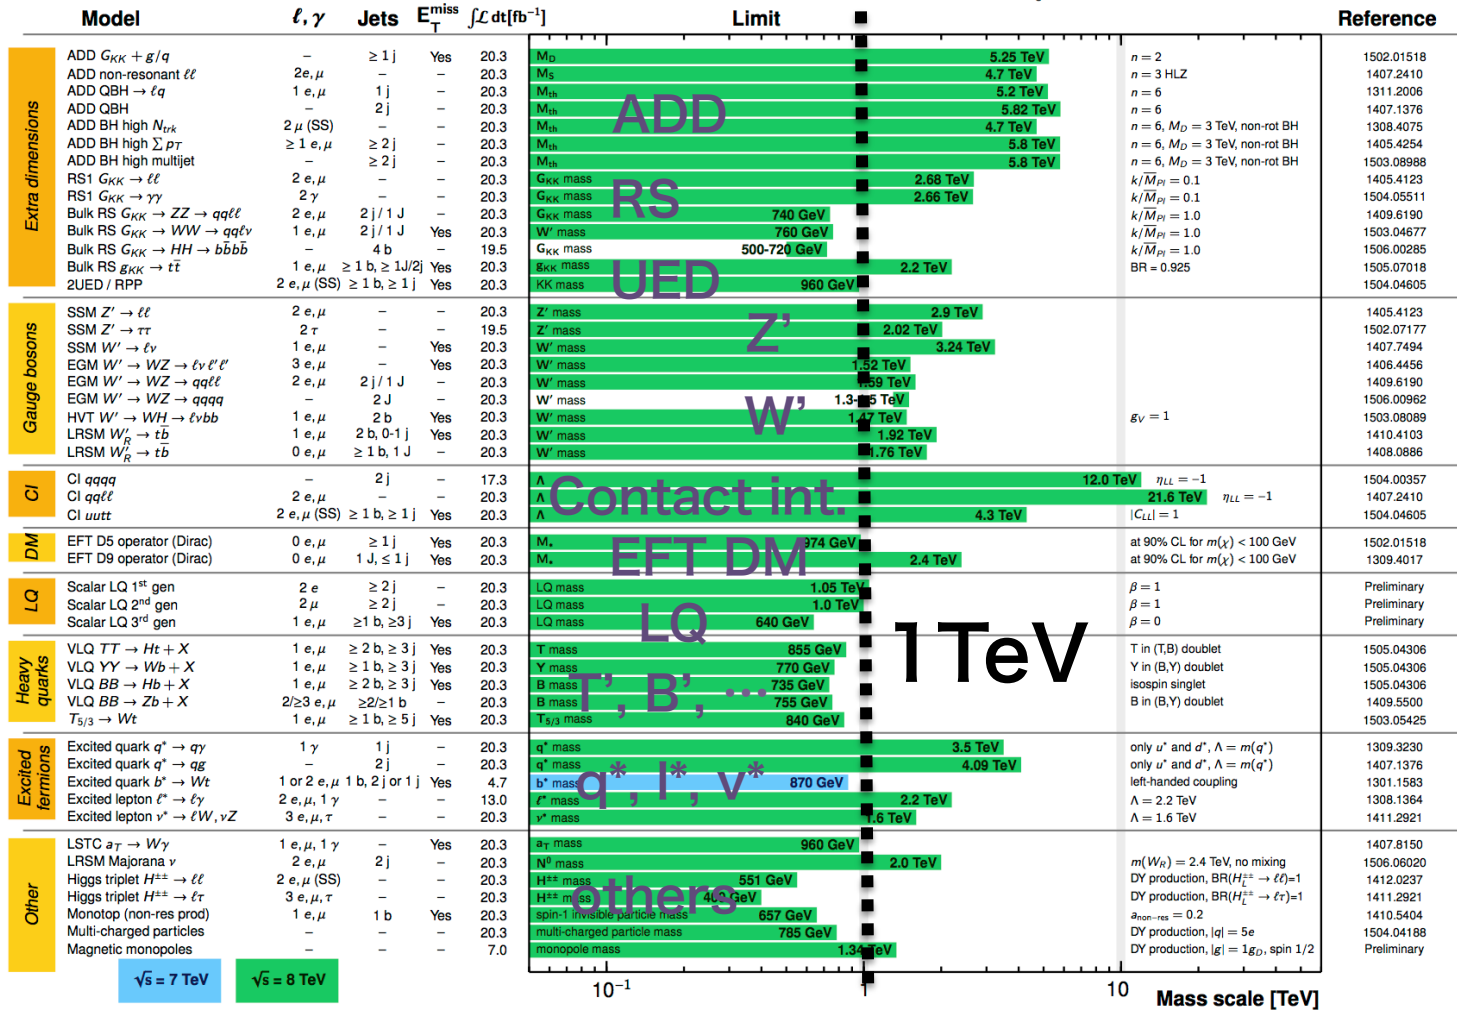 Model ℓ, γ Jets E_T^miss ∫ℒ dt[fb⁻¹] Limit Reference
Extra dimensions
ADD G_KK + g/q – ≥ 1 j Yes 20.3 M_D 5.25 TeV n = 2 1502.01518
ADD non-resonant ℓℓ 2e, μ – – 20.3 M_S 4.7 TeV n = 3 HLZ 1407.2410
ADD QBH → ℓq 1 e, μ 1 j – 20.3 M_th 5.2 TeV n = 6 1311.2006
ADD QBH – 2 j – 20.3 M_th 5.82 TeV n = 6 1407.1376
ADD BH high N_trk 2 μ (SS) – – 20.3 M_th 4.7 TeV n = 6, M_D = 3 TeV, non-rot BH 1308.4075
ADD BH high ∑ p_T ≥ 1 e, μ ≥ 2 j – 20.3 M_th 5.8 TeV n = 6, M_D = 3 TeV, non-rot BH 1405.4254
ADD BH high multijet – ≥ 2 j – 20.3 M_th 5.8 TeV n = 6, M_D = 3 TeV, non-rot BH 1503.08988
RS1 G_KK → ℓℓ 2 e, μ – – 20.3 G_KK mass 2.68 TeV k/M̅_Pl = 0.1 1405.4123
RS1 G_KK → γγ 2 γ – – 20.3 G_KK mass 2.66 TeV k/M̅_Pl = 0.1 1504.05511
Bulk RS G_KK → ZZ → qqℓℓ 2 e, μ 2 j / 1 J – 20.3 G_KK mass 740 GeV k/M̅_Pl = 1.0 1409.6190
Bulk RS G_KK → WW → qqℓν 1 e, μ 2 j / 1 J Yes 20.3 W′ mass 760 GeV k/M̅_Pl = 1.0 1503.04677
Bulk RS G_KK → HH → bb̅bb̅ – 4 b – 19.5 G_KK mass 500-720 GeV k/M̅_Pl = 1.0 1506.00285
Bulk RS g_KK → tt̅ 1 e, μ ≥ 1 b, ≥ 1J/2j Yes 20.3 g_KK mass 2.2 TeV BR = 0.925 1505.07018
2UED / RPP 2 e, μ (SS) ≥ 1 b, ≥ 1 j Yes 20.3 KK mass 960 GeV 1504.04605
ADD
RS
UED
Gauge bosons
SSM Z′ → ℓℓ 2 e, μ – – 20.3 Z′ mass 2.9 TeV 1405.4123
SSM Z′ → ττ 2 τ – – 19.5 Z′ mass 2.02 TeV 1502.07177
SSM W′ → ℓν 1 e, μ – Yes 20.3 W′ mass 3.24 TeV 1407.7494
EGM W′ → WZ → ℓν ℓ′ℓ′ 3 e, μ – Yes 20.3 W′ mass 1.52 TeV 1406.4456
EGM W′ → WZ → qqℓℓ 2 e, μ 2 j / 1 J – 20.3 W′ mass 1.59 TeV 1409.6190
EGM W′ → WZ → qqqq – 2 J – 20.3 W′ mass TeV 1506.00962
HVT W′ → WH → ℓνbb 1 e, μ 2 b Yes 20.3 W′ mass 1.47 TeV g_V = 1 1503.08089
LRSM W′_R → tb̅ 1 e, μ 2 b, 0-1 j Yes 20.3 W′ mass 1.92 TeV 1410.4103
LRSM W′_R → tb̅ 0 e, μ ≥ 1 b, 1 J – 20.3 W′ mass 1.76 TeV 1408.0886
Z’
W’
CI
CI qqqq – 2 j – 17.3 Λ 12.0 TeV η_LL = −1 1504.00357
CI qqℓℓ 2 e, μ – – 20.3 Λ 21.6 TeV η_LL = −1 1407.2410
CI uutt 2 e, μ (SS) ≥ 1 b, ≥ 1 j Yes 20.3 Λ 4.3 TeV |C_LL| = 1 1504.04605
Contact int.
DM
EFT D5 operator (Dirac) 0 e, μ ≥ 1 j Yes 20.3 M_* 974 GeV at 90% CL for m(χ) < 100 GeV 1502.01518
EFT D9 operator (Dirac) 0 e, μ 1 J, ≤ 1 j Yes 20.3 M_* 2.4 TeV at 90% CL for m(χ) < 100 GeV 1309.4017
EFT DM
LQ
Scalar LQ 1st gen 2 e ≥ 2 j – 20.3 LQ mass 1.05 TeV β = 1 Preliminary
Scalar LQ 2nd gen 2 μ ≥ 2 j – 20.3 LQ mass 1.0 TeV β = 1 Preliminary
Scalar LQ 3rd gen 1 e, μ ≥1 b, ≥3 j Yes 20.3 LQ mass 640 GeV β = 0 Preliminary
LQ
1 TeV
Heavy quarks
VLQ TT → Ht + X 1 e, μ ≥ 2 b, ≥ 3 j Yes 20.3 T mass 855 GeV T in (T,B) doublet 1505.04306
VLQ YY → Wb + X 1 e, μ ≥ 1 b, ≥ 3 j Yes 20.3 Y mass 770 GeV Y in (B,Y) doublet 1505.04306
VLQ BB → Hb + X 1 e, μ ≥ 2 b, ≥ 3 j Yes 20.3 B mass 735 GeV isospin singlet 1505.04306
VLQ BB → Zb + X 2/≥3 e, μ ≥2/≥1 b – 20.3 B mass 755 GeV B in (B,Y) doublet 1409.5500
T_5/3 → Wt 1 e, μ ≥ 1 b, ≥ 5 j Yes 20.3 T_5/3 mass 840 GeV 1503.05425
T’, B’, ...
Excited fermions
Excited quark q* → qγ 1 γ 1 j – 20.3 q* mass 3.5 TeV only u* and d*, Λ = m(q*) 1309.3230
Excited quark q* → qg – 2 j – 20.3 q* mass 4.09 TeV only u* and d*, Λ = m(q*) 1407.1376
Excited quark b* → Wt 1 or 2 e, μ 1 b, 2 j or 1 j Yes 4.7 b* mass 870 GeV left-handed coupling 1301.1583
Excited lepton ℓ* → ℓγ 2 e, μ, 1 γ – – 13.0 ℓ* mass 2.2 TeV Λ = 2.2 TeV 1308.1364
Excited lepton ν* → ℓW, νZ 3 e, μ, τ – – 20.3 ν* mass 1.6 TeV Λ = 1.6 TeV 1411.2921
q*, l*, ν*
Other
LSTC a_T → Wγ 1 e, μ, 1 γ – Yes 20.3 a_T mass 960 GeV 1407.8150
LRSM Majorana ν 2 e, μ 2 j – 20.3 N⁰ mass 2.0 TeV m(W_R) = 2.4 TeV, no mixing 1506.06020
Higgs triplet H±± → ℓℓ 2 e, μ (SS) – – 20.3 H±± mass 551 GeV DY production, BR(H_L±± → ℓℓ)=1 1412.0237
Higgs triplet H±± → ℓτ 3 e, μ, τ – – 20.3 H±± mass GeV DY production, BR(H_L±± → ℓτ)=1 1411.2921
Monotop (non-res prod) 1 e, μ 1 b Yes 20.3 spin-1 invisible particle mass 657 GeV a_non−res = 0.2 1410.5404
Multi-charged particles – – – 20.3 multi-charged particle mass 785 GeV DY production, |q| = 5e 1504.04188
Magnetic monopoles – – – 7.0 monopole mass 1.34 TeV DY production, |g| = 1g_D, spin 1/2 Preliminary
others
√s = 7 TeV √s = 8 TeV
10⁻¹ 1 10
Mass scale [TeV]